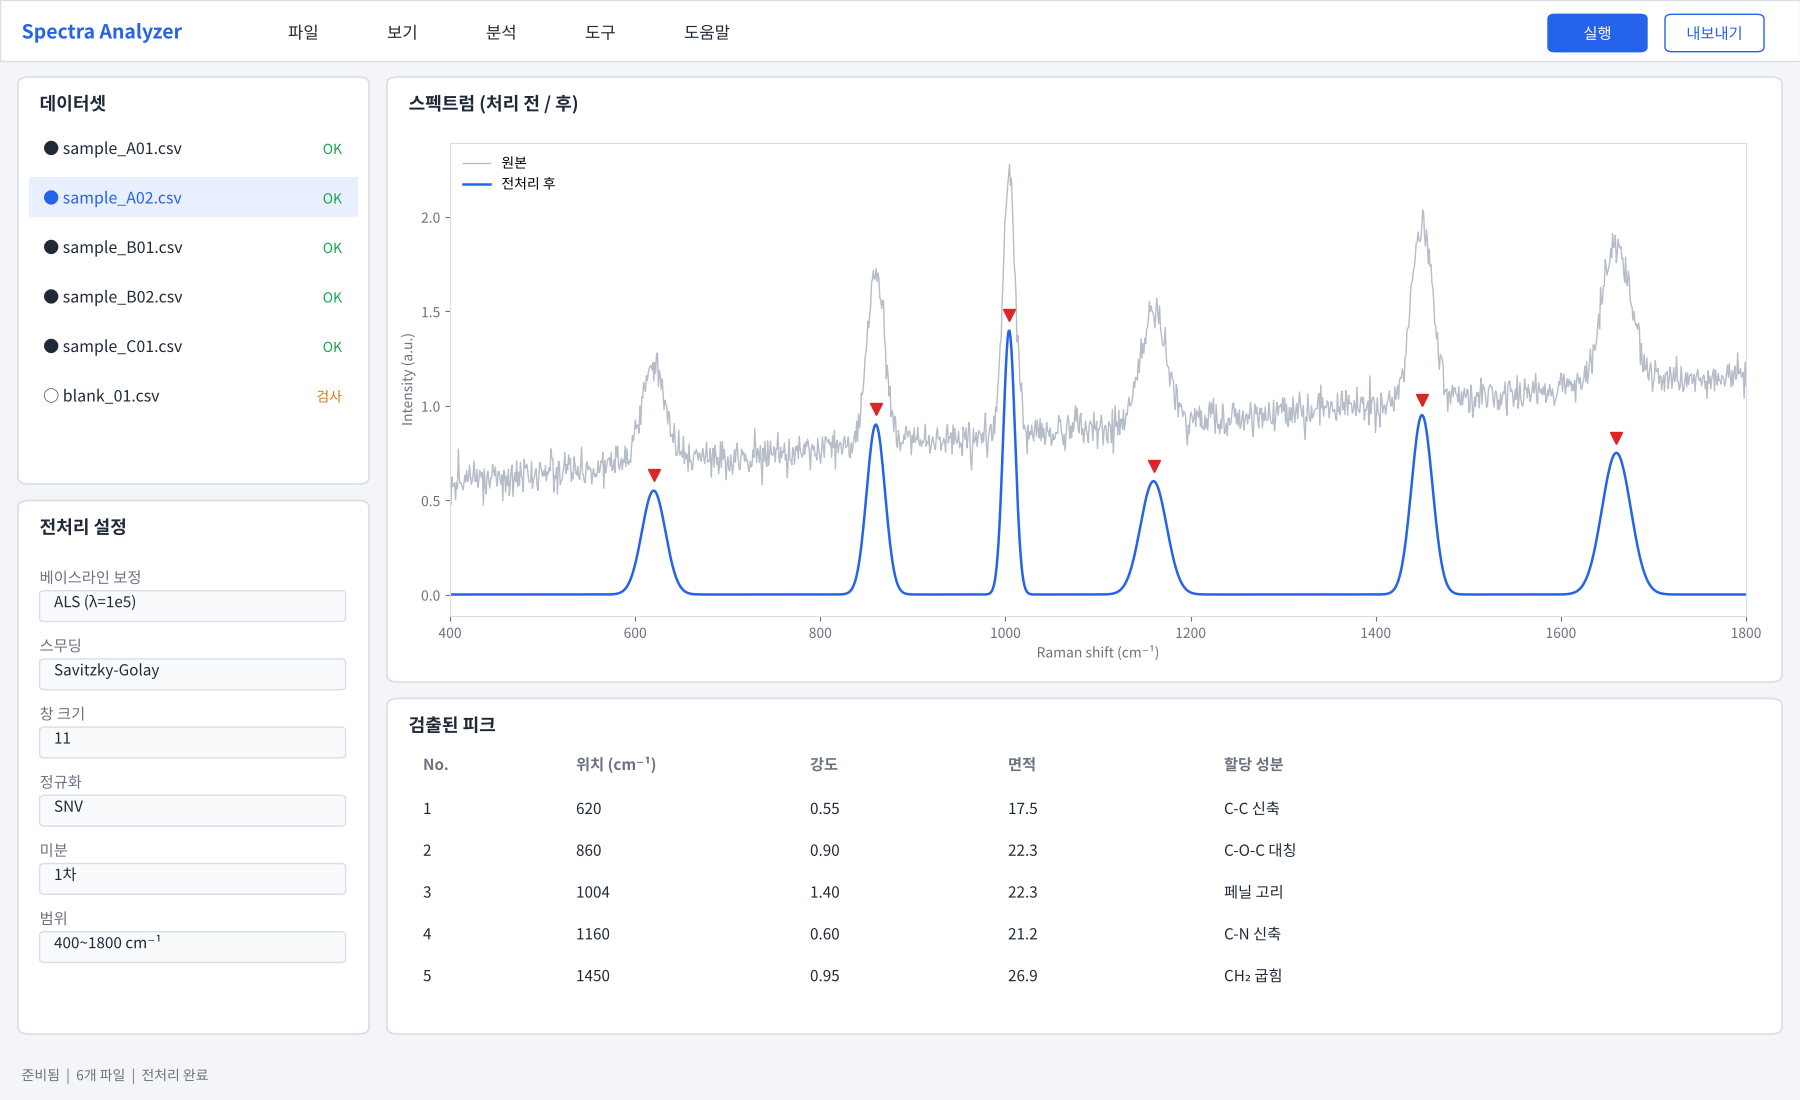 Spectra Analyzer 파일 보기 분석 도구 도움말 실행 내보내기
데이터셋
● sample_A01.csv OK
● sample_A02.csv OK
● sample_B01.csv OK
● sample_B02.csv OK
● sample_C01.csv OK
○ blank_01.csv 검사
전처리 설정
베이스라인 보정
ALS (λ=1e5)
스무딩
Savitzky-Golay
창 크기
11
정규화
SNV
미분
1차
범위
400~1800 cm⁻¹
스펙트럼 (처리 전 / 후)
원본
전처리 후
Intensity (a.u.)
2.0
1.5
1.0
0.5
0.0
400 600 800 1000 1200 1400 1600 1800
Raman shift (cm⁻¹)
검출된 피크
No. 위치 (cm⁻¹) 강도 면적 할당 성분
1 620 0.55 17.5 C-C 신축
2 860 0.90 22.3 C-O-C 대칭
3 1004 1.40 22.3 페닐 고리
4 1160 0.60 21.2 C-N 신축
5 1450 0.95 26.9 CH₂ 굽힘
준비됨 | 6개 파일 | 전처리 완료